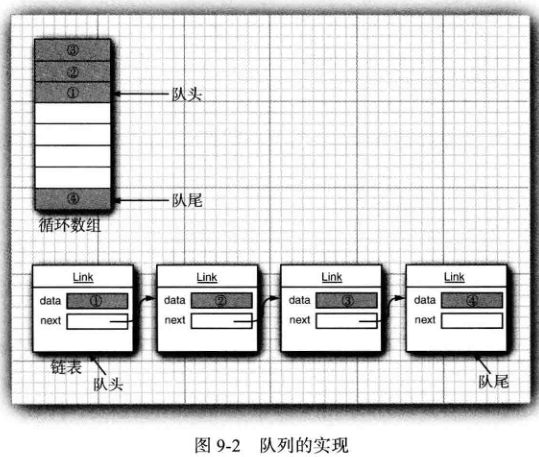 ③
②
①
队头
④
队尾
循环数组
Link Link Link Link
data ① data ② data ③ data ④
next next next next
链表
队头 队尾
图 9-2 队列的实现